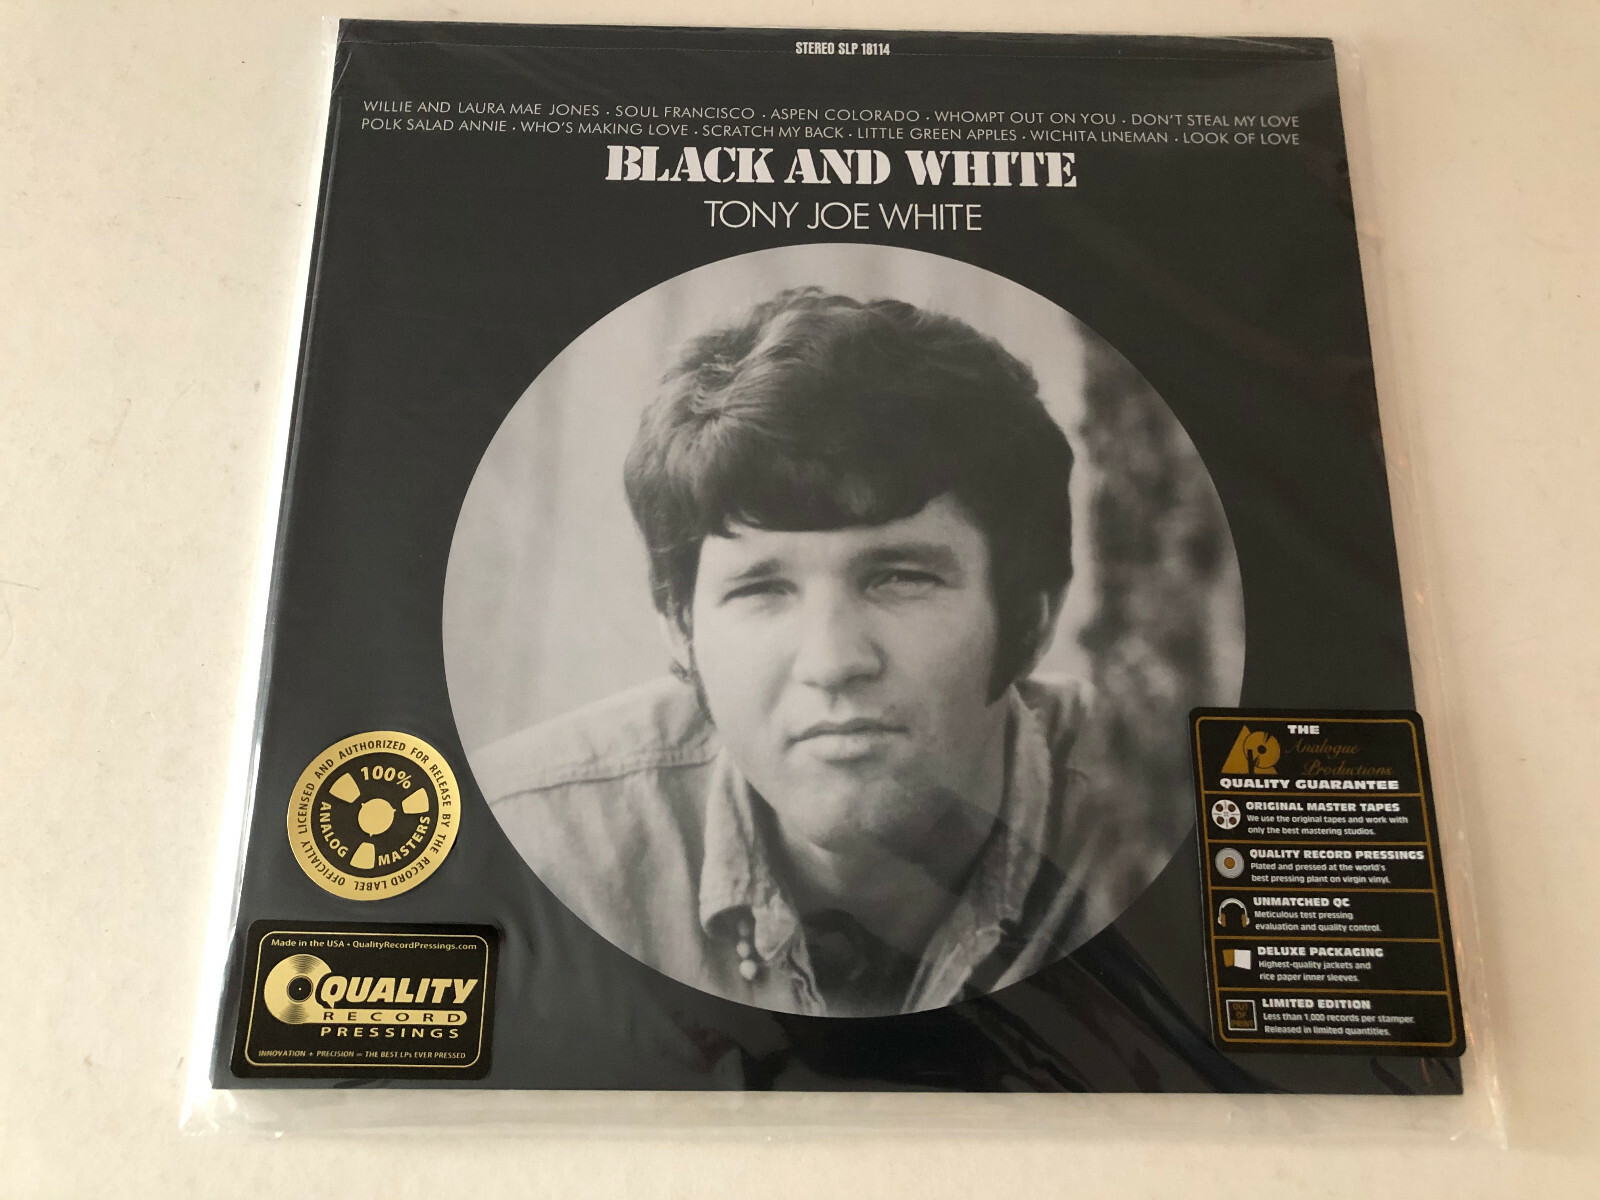 STEREO SLP 18114
WILLIE AND LAURA MAE JONES · SOUL FRANCISCO · ASPEN COLORADO · WHOMPT OUT ON YOU · DON'T STEAL MY LOVE
POLK SALAD ANNIE · WHO'S MAKING LOVE · SCRATCH MY BACK · LITTLE GREEN APPLES · WICHITA LINEMAN · LOOK OF LOVE
BLACK AND WHITE
TONY JOE WHITE
OFFICIALLY LICENSED AND AUTHORIZED FOR RELEASE BY THE RECORD LABEL
100%
ANALOG
MASTERS
Made in the USA • QualityRecordPressings.com
QUALITY
RECORD
PRESSINGS
INNOVATION + PRECISION = THE BEST LPs EVER PRESSED
THE
Analogue
Productions
QUALITY GUARANTEE
ORIGINAL MASTER TAPES
We use the original tapes and work with
only the best mastering studios.
QUALITY RECORD PRESSINGS
Plated and pressed at the world's
best pressing plant on virgin vinyl.
UNMATCHED QC
Meticulous test pressing
evaluation and quality control.
DELUXE PACKAGING
Highest-quality jackets and
rice paper inner sleeves.
OUT
OF
PRINT
LIMITED EDITION
Less than 1,000 records per stamper.
Released in limited quantities.